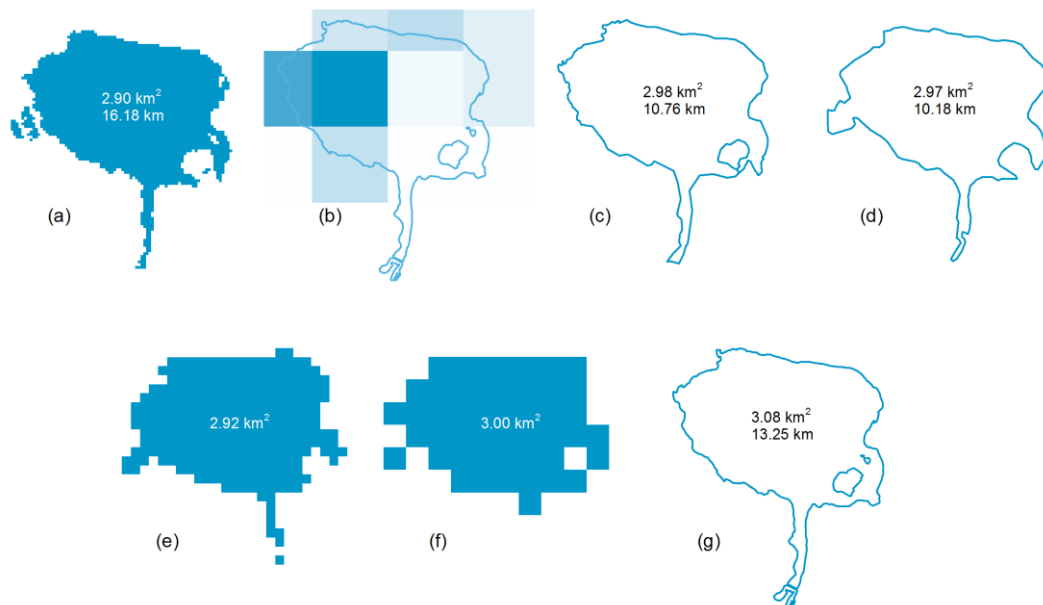 2.90 km²
16.18 km
(a)
(b)
2.98 km²
10.76 km
(c)
2.97 km²
10.18 km
(d)
2.92 km²
(e)
3.00 km²
(f)
3.08 km²
13.25 km
(g)